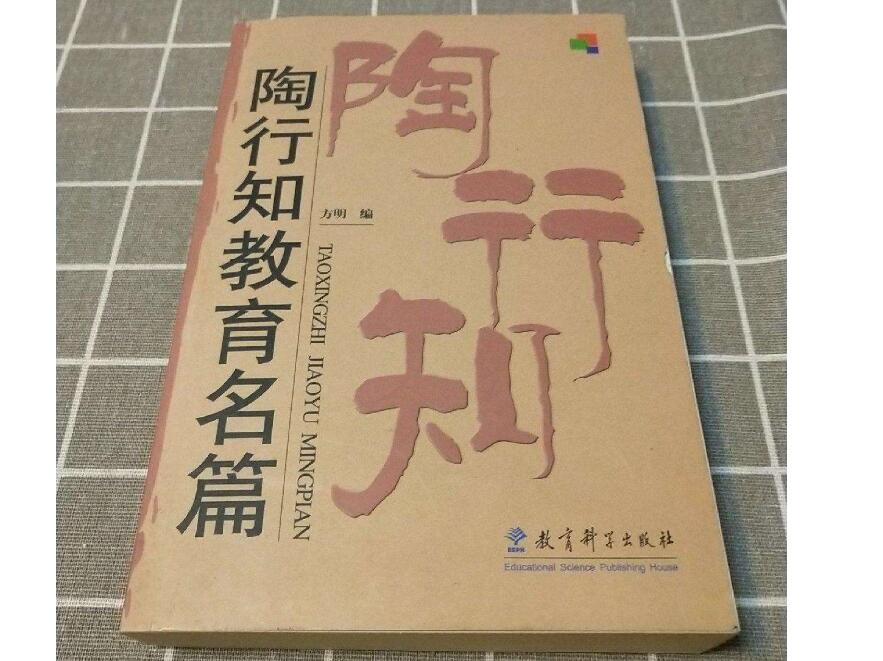 陶行知教育名篇
陶行知
方明 编
TAOXINGZHI JIAOYU MINGPIAN
教育科学出版社
Educational Science Publishing House